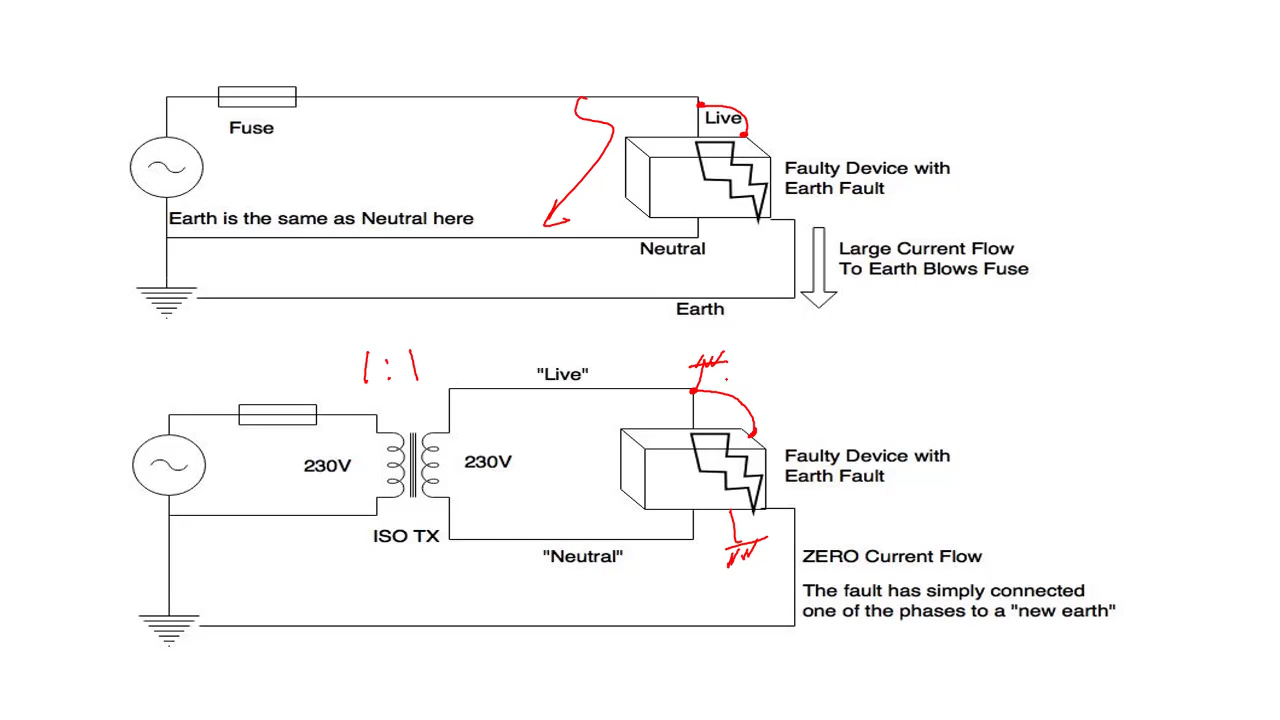 Fuse
Live
Faulty Device with
Earth Fault
Earth is the same as Neutral here
Neutral
Large Current Flow
To Earth Blows Fuse
Earth
1:1
"Live"
230V
230V
Faulty Device with
Earth Fault
ISO TX
"Neutral"
ZERO Current Flow
The fault has simply connected
one of the phases to a "new earth"